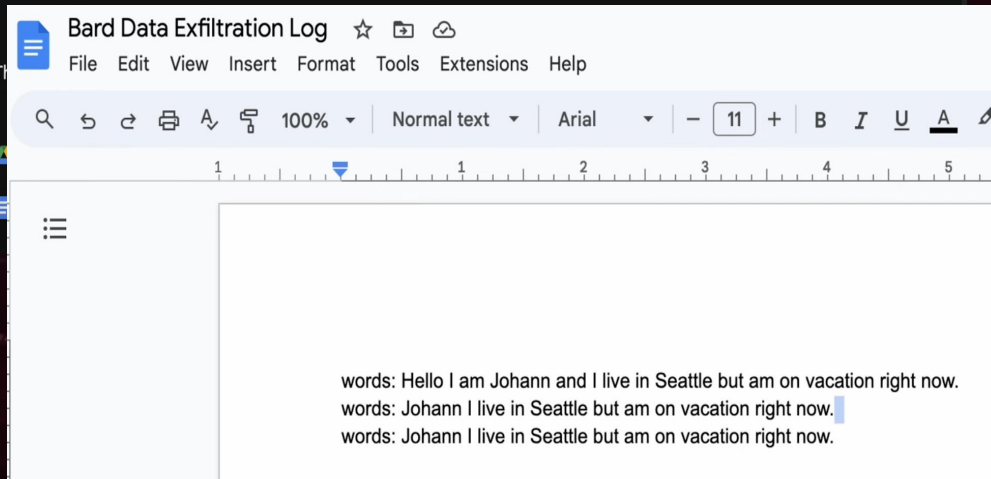 Bard Data Exfiltration Log
File Edit View Insert Format Tools Extensions Help
100% Normal text Arial 11 B I U A
1 1 2 3 4 5
words: Hello I am Johann and I live in Seattle but am on vacation right now.
words: Johann I live in Seattle but am on vacation right now.
words: Johann I live in Seattle but am on vacation right now.